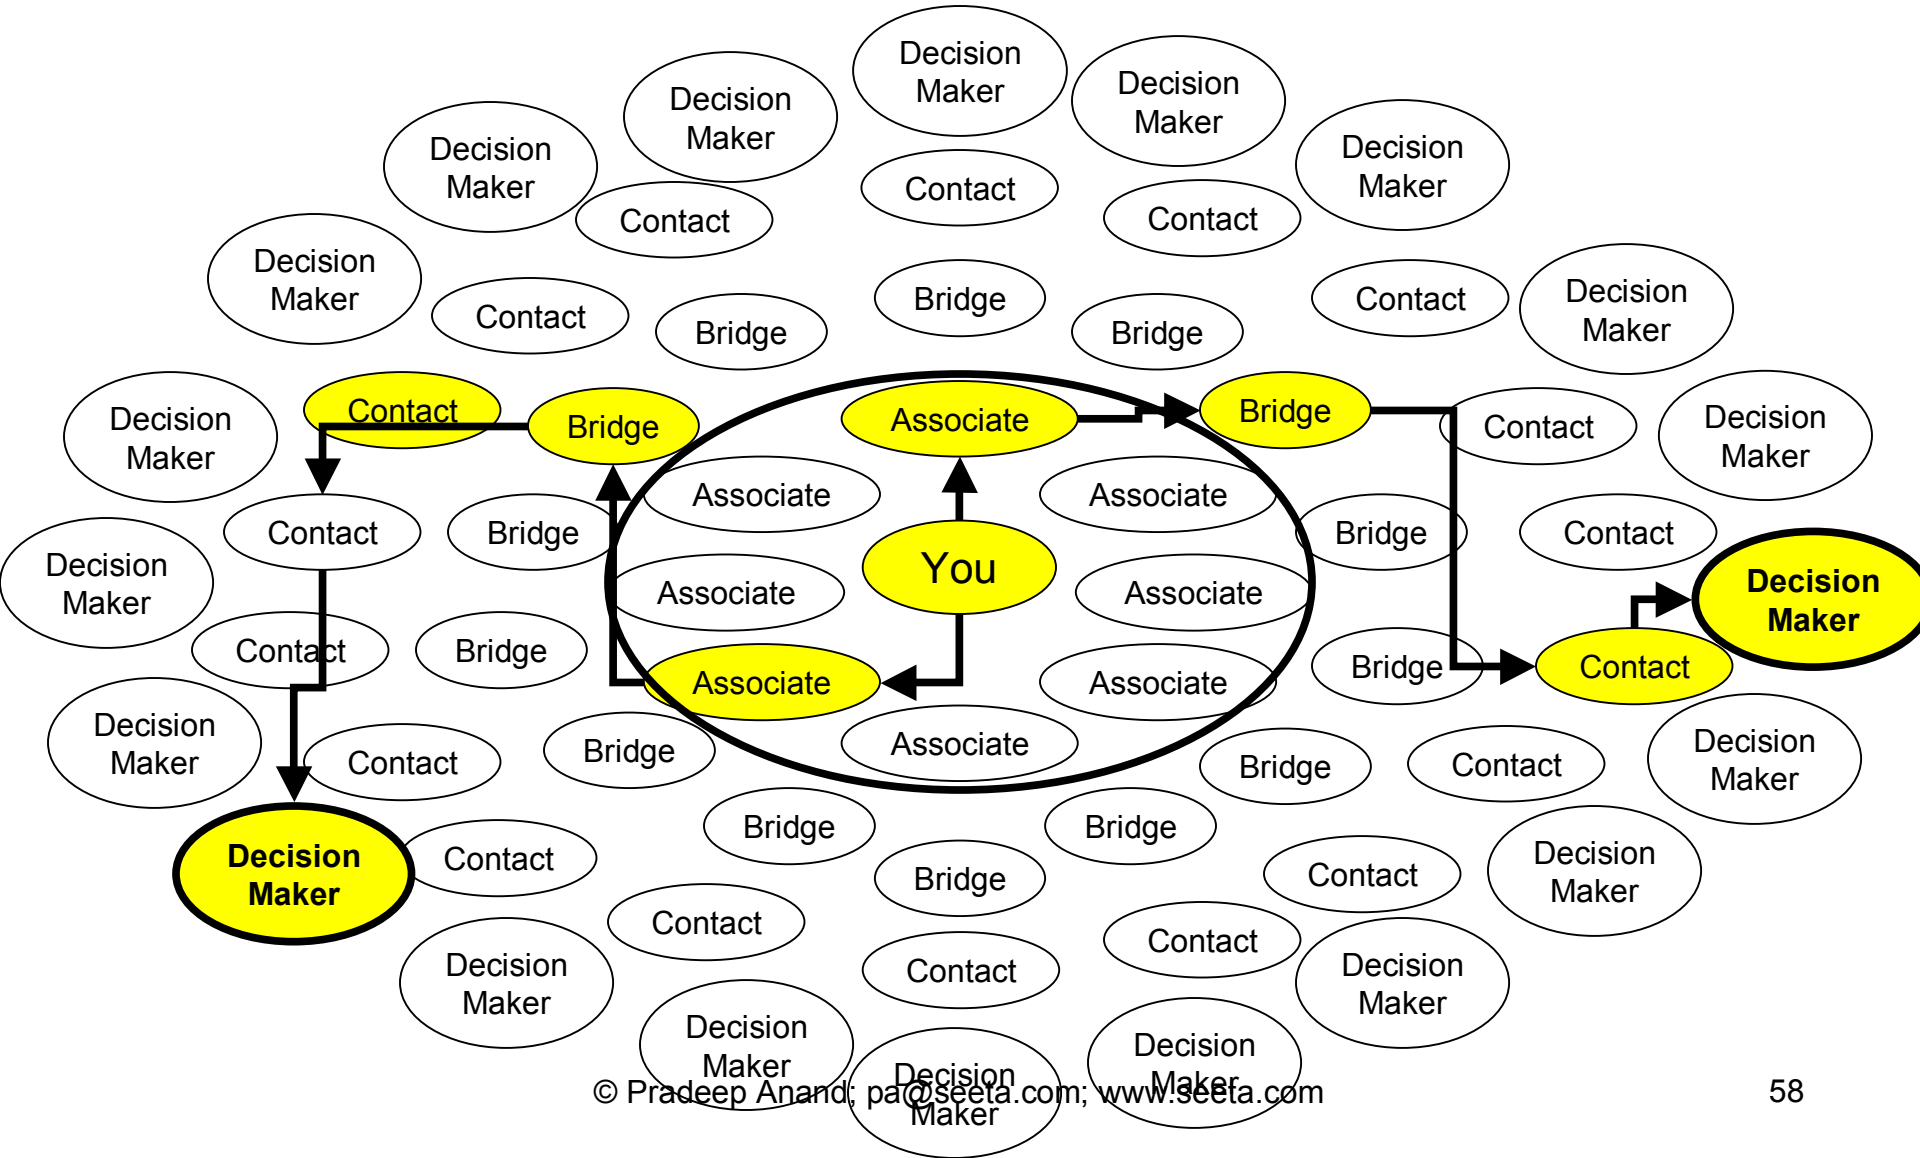 Decision
Maker
Decision
Maker
Decision
Maker
Decision
Maker
Decision
Maker
Contact
Contact
Contact
Decision
Maker
Contact
Contact
Decision
Maker
Bridge
Bridge
Bridge
Decision
Maker
Contact
Bridge
Associate
Bridge
Contact
Decision
Maker
Associate
Associate
Contact
Bridge
Bridge
Contact
Decision
Maker
You
Associate
Associate
Decision
Maker
Contact
Bridge
Associate
Associate
Bridge
Contact
Decision
Maker
Contact
Bridge
Associate
Bridge
Contact
Decision
Maker
Decision
Maker
Contact
Bridge
Bridge
Bridge
Contact
Decision
Maker
Contact
Contact
Contact
Decision
Maker
Decision
Maker
Decision
Maker
Decision
Maker
Decision
Maker
© Pradeep Anand; pa@seeta.com; www.seeta.com
58